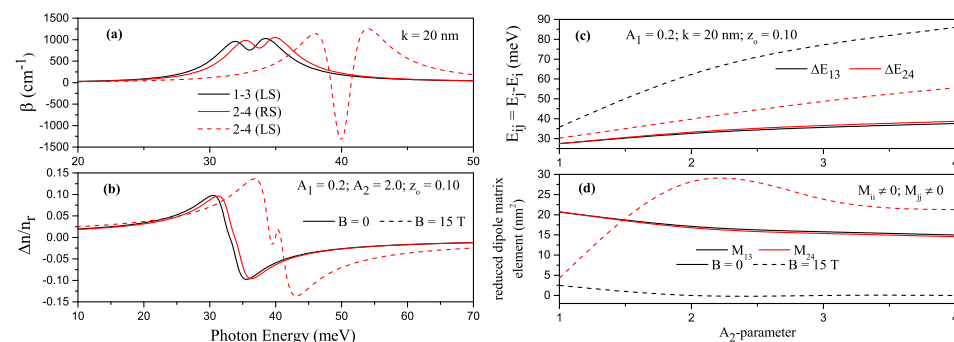 (a)
k = 20 nm
β (cm⁻¹)
1500
1000
500
0
-500
-1000
-1500
1-3 (LS)
2-4 (RS)
2-4 (LS)
20
30
40
50
(b)
A₁ = 0.2; A₂ = 2.0; zₒ = 0.10
B = 0
B = 15 T
Δn/nᵣ
0.15
0.10
0.05
0.00
-0.05
-0.10
-0.15
10
20
30
40
50
60
70
Photon Energy (meV)
(c)
A₁ = 0.2; k = 20 nm; zₒ = 0.10
ΔE₁₃
ΔE₂₄
Eᵢⱼ = Eⱼ-Eᵢ (meV)
90
80
70
60
50
40
30
1
2
3
4
(d)
Mᵢᵢ ≠ 0; Mⱼⱼ ≠ 0
reduced dipole matrix
element (nm²)
30
25
20
15
10
5
0
M₁₃
M₂₄
B = 0
B = 15 T
1
2
3
4
A₂-parameter